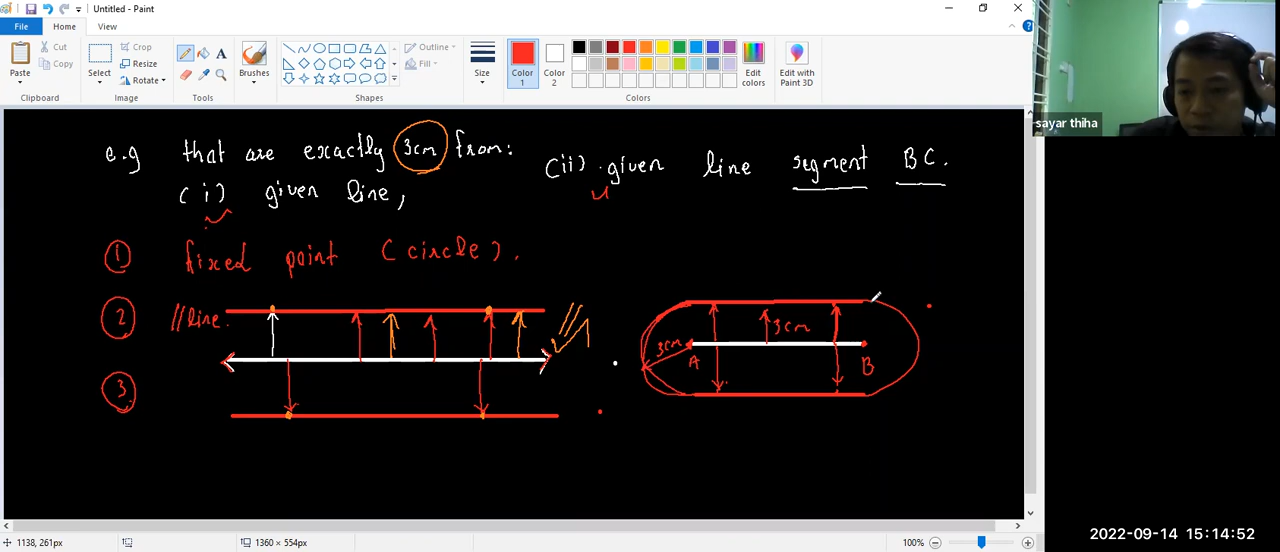 Untitled - Paint
File
Home
View
Paste
Cut
Copy
Clipboard
Select
Crop
Resize
Rotate
Image
Tools
Brushes
Outline
Fill
Shapes
Size
Color 1
Color 2
Edit colors
Edit with Paint 3D
Colors
sayar thiha
e.g that are exactly 3cm from: (ii) given line segment BC.
(i) given line,
① fixed point (circle).
② //line.
3cm
3cm
A
B
③
2022-09-14 15:14:52
1138, 261px
1360 × 554px
100%